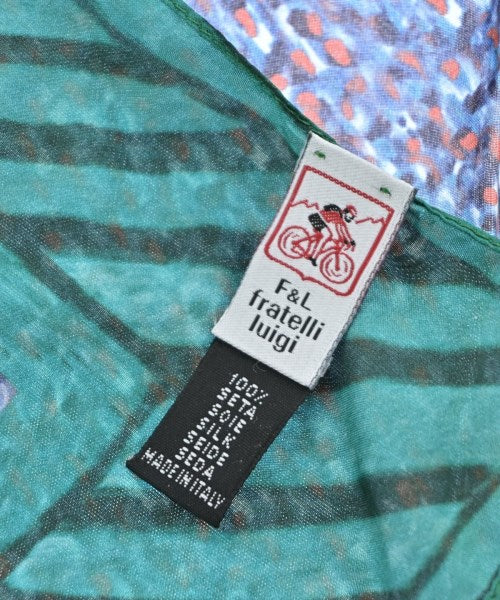 F&L
fratelli
luigi
100%
SETA
SOIE
SILK
SEIDE
SEDA
MADE IN ITALY